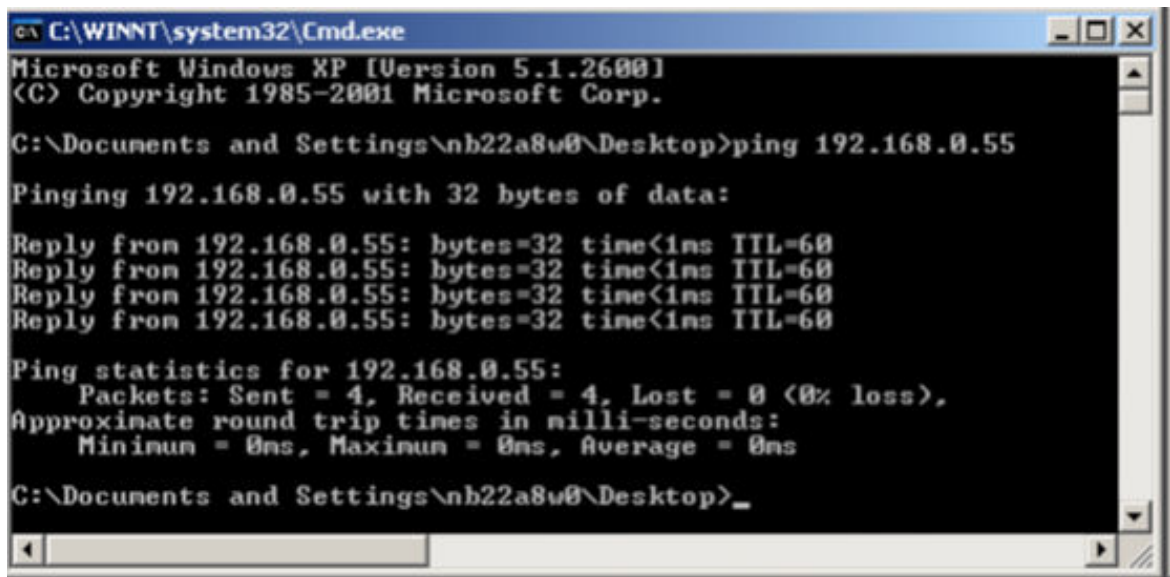 C:\WINNT\system32\Cmd.exe
Microsoft Windows XP [Version 5.1.2600]
(C) Copyright 1985-2001 Microsoft Corp.
C:\Documents and Settings\nb22a8w0\Desktop>ping 192.168.0.55
Pinging 192.168.0.55 with 32 bytes of data:
Reply from 192.168.0.55: bytes=32 time<1ms TTL=60
Reply from 192.168.0.55: bytes=32 time<1ms TTL=60
Reply from 192.168.0.55: bytes=32 time<1ms TTL=60
Reply from 192.168.0.55: bytes=32 time<1ms TTL=60
Ping statistics for 192.168.0.55:
Packets: Sent = 4, Received = 4, Lost = 0 (0% loss),
Approximate round trip times in milli-seconds:
Minimum = 0ms, Maximum = 0ms, Average = 0ms
C:\Documents and Settings\nb22a8w0\Desktop>_